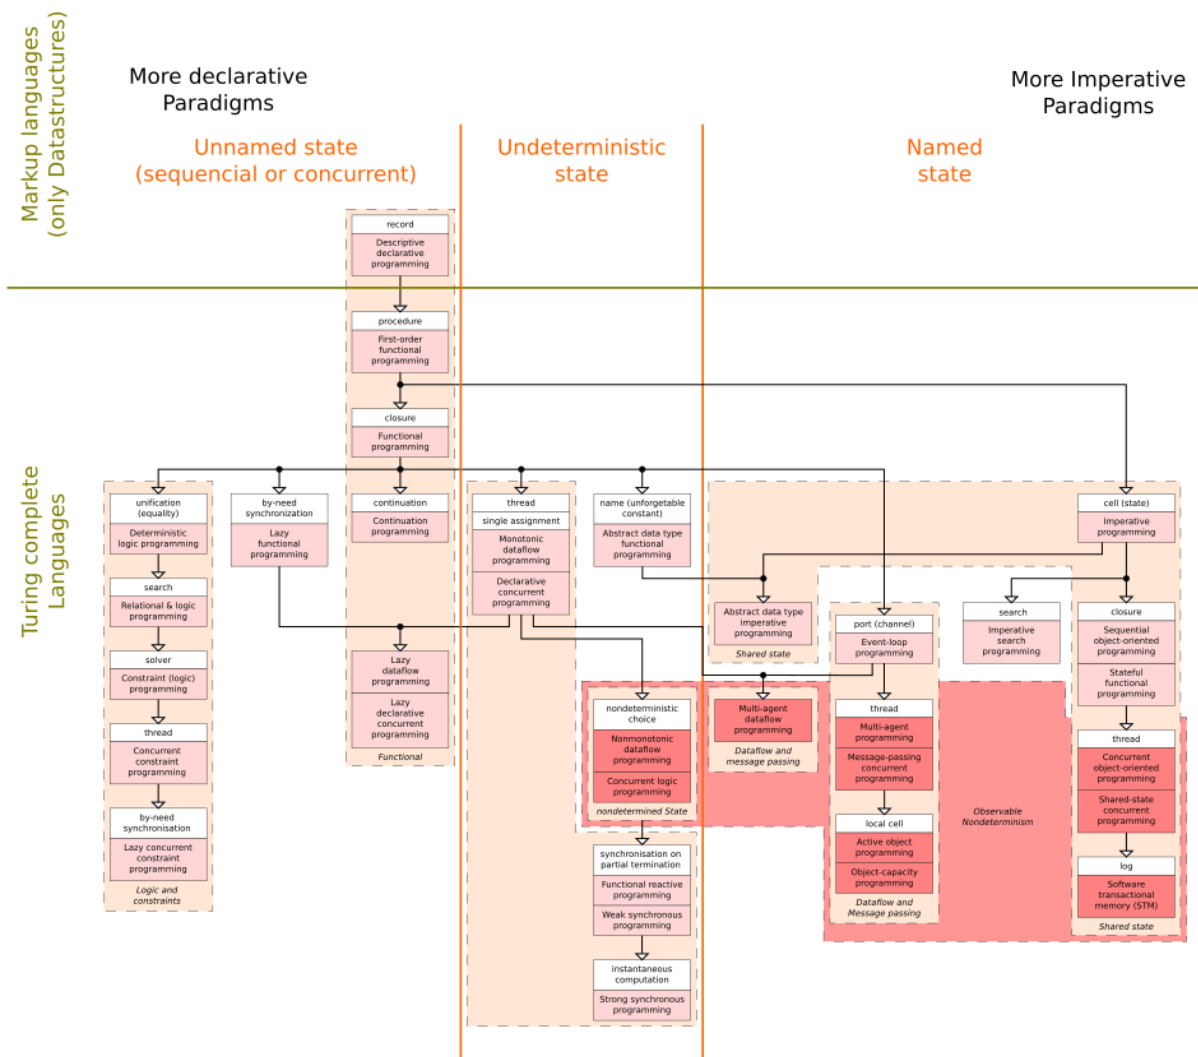 Markup languages
(only Datastructures)
More declarative
Paradigms
More Imperative
Paradigms
Unnamed state
(sequencial or concurrent)
Undeterministic
state
Named
state
record
Descriptive
declarative
programming
Turing complete
Languages
procedure
First-order
functional
programming
closure
Functional
programming
unification
(equality)
Deterministic
logic programming
search
Relational & logic
programming
solver
Constraint (logic)
programming
thread
Concurrent
constraint
programming
by-need
synchronisation
Lazy concurrent
constraint
programming
Logic and
constraints
by-need
synchronization
Lazy
functional
programming
continuation
Continuation
programming
Lazy
dataflow
programming
Lazy
declarative
concurrent
programming
Functional
thread
single assignment
Monotonic
dataflow
programming
Declarative
concurrent
programming
name (unforgetable
constant)
Abstract data type
functional
programming
nondeterministic
choice
Nonmonotonic
dataflow
programming
Concurrent logic
programming
nondetermined State
synchronisation on
partial termination
Functional reactive
programming
Weak synchronous
programming
instantaneous
computation
Strong synchronous
programming
Abstract data type
imperative
programming
Shared state
Multi-agent
dataflow
programming
Dataflow and
message passing
port (channel)
Event-loop
programming
thread
Multi-agent
programming
Message-passing
concurrent
programming
local cell
Active object
programming
Object-capacity
programming
Dataflow and
Message passing
search
Imperative
search
programming
Observable
Nondeterminism
cell (state)
Imperative
programming
closure
Sequential
object-oriented
programming
Stateful
functional
programming
thread
Concurrent
object-oriented
programming
Shared-state
concurrent
programming
log
Software
transactional
memory (STM)
Shared state